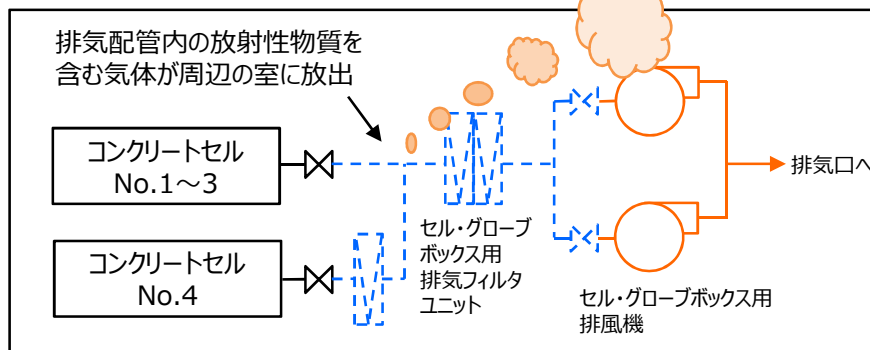 排気配管内の放射性物質を
含む気体が周辺の室に放出
コンクリートセル
No.1～3
排気口へ
セル・グローブ
ボックス用
排気フィルタ
ユニット
コンクリートセル
No.4
セル・グローブボックス用
排風機